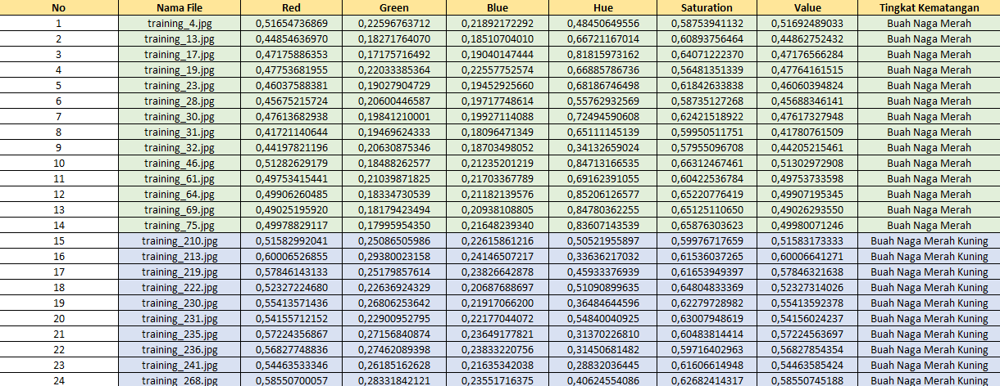 No Nama File Red Green Blue Hue Saturation Value Tingkat Kematangan
1 training_4.jpg 0,51654736869 0,22596763712 0,21892172292 0,48450649556 0,58753941132 0,51692489033 Buah Naga Merah
2 training_13.jpg 0,44854636970 0,18271764070 0,18510704010 0,66721167014 0,60893756464 0,44862752432 Buah Naga Merah
3 training_17.jpg 0,47175886353 0,17175716492 0,19040147444 0,81815973162 0,64071222370 0,47176566284 Buah Naga Merah
4 training_19.jpg 0,47753681955 0,22033385364 0,22557752574 0,66885786736 0,56481351339 0,47764161515 Buah Naga Merah
5 training_23.jpg 0,46037588381 0,19027904729 0,19452925660 0,68186746498 0,61842633838 0,46060394824 Buah Naga Merah
6 training_28.jpg 0,45675215724 0,20600446587 0,19717748614 0,55762932569 0,58735127268 0,45688346141 Buah Naga Merah
7 training_30.jpg 0,47613682938 0,19841210001 0,19927114088 0,72494590608 0,62421518922 0,47617327948 Buah Naga Merah
8 training_31.jpg 0,41721140644 0,19469624333 0,18096471349 0,65111145139 0,59950511751 0,41780761509 Buah Naga Merah
9 training_32.jpg 0,44197821196 0,20630875346 0,18703498052 0,34132659024 0,57955096708 0,44205215461 Buah Naga Merah
10 training_46.jpg 0,51282629179 0,18488262577 0,21235201219 0,84713166535 0,66312467461 0,51302972908 Buah Naga Merah
11 training_61.jpg 0,49753415441 0,21039871825 0,21703367789 0,69162391055 0,60422536784 0,49753733598 Buah Naga Merah
12 training_64.jpg 0,49906260485 0,18334730539 0,21182139576 0,85206126577 0,65220776419 0,49907195345 Buah Naga Merah
13 training_69.jpg 0,49025195920 0,18179423494 0,20938108805 0,84780362255 0,65125110650 0,49026293550 Buah Naga Merah
14 training_75.jpg 0,49978829117 0,17995954350 0,21648239340 0,83607143539 0,65876303623 0,49980071246 Buah Naga Merah
15 training_210.jpg 0,51582992041 0,25086505986 0,22615861216 0,50521955897 0,59976717659 0,51583173333 Buah Naga Merah Kuning
16 training_213.jpg 0,60006526855 0,29380023158 0,24146507217 0,33636217032 0,61536037265 0,60006641271 Buah Naga Merah Kuning
17 training_219.jpg 0,57846143133 0,25179857614 0,23826642878 0,45933376939 0,61653949397 0,57846321638 Buah Naga Merah Kuning
18 training_222.jpg 0,52327224680 0,22636924329 0,20687688697 0,51090899635 0,64804833369 0,52327314026 Buah Naga Merah Kuning
19 training_230.jpg 0,55413571436 0,26806253642 0,21917066200 0,36484644596 0,62279728982 0,55413592378 Buah Naga Merah Kuning
20 training_231.jpg 0,54155712152 0,22900952795 0,22177044072 0,54840040925 0,63007948619 0,54156024237 Buah Naga Merah Kuning
21 training_235.jpg 0,57224356867 0,27156840874 0,23649177821 0,31370226810 0,60483814414 0,57224563697 Buah Naga Merah Kuning
22 training_236.jpg 0,56827748836 0,27462089398 0,23833220756 0,31450681482 0,59716402963 0,56827854354 Buah Naga Merah Kuning
23 training_241.jpg 0,54463533346 0,26185162628 0,21635342038 0,28832036445 0,61606614948 0,54463585424 Buah Naga Merah Kuning
24 training_268.jpg 0,58550700057 0,28331842121 0,23551716375 0,40624554086 0,62682414317 0,58550745188 Buah Naga Merah Kuning